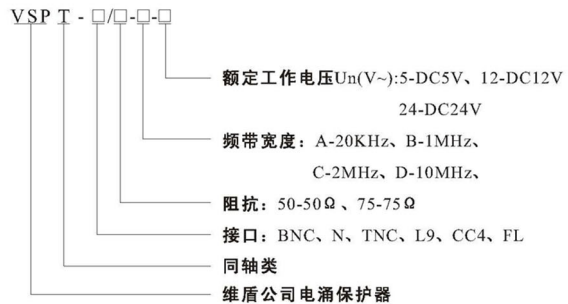 VSP T - □/□-□-□
额定工作电压Un(V~):5-DC5V、12-DC12V
24-DC24V
频带宽度：A-20KHz、B-1MHz、
C-2MHz、D-10MHz、
阻抗：50-50Ω、75-75Ω
接口：BNC、N、TNC、L9、CC4、FL
同轴类
维盾公司电涌保护器